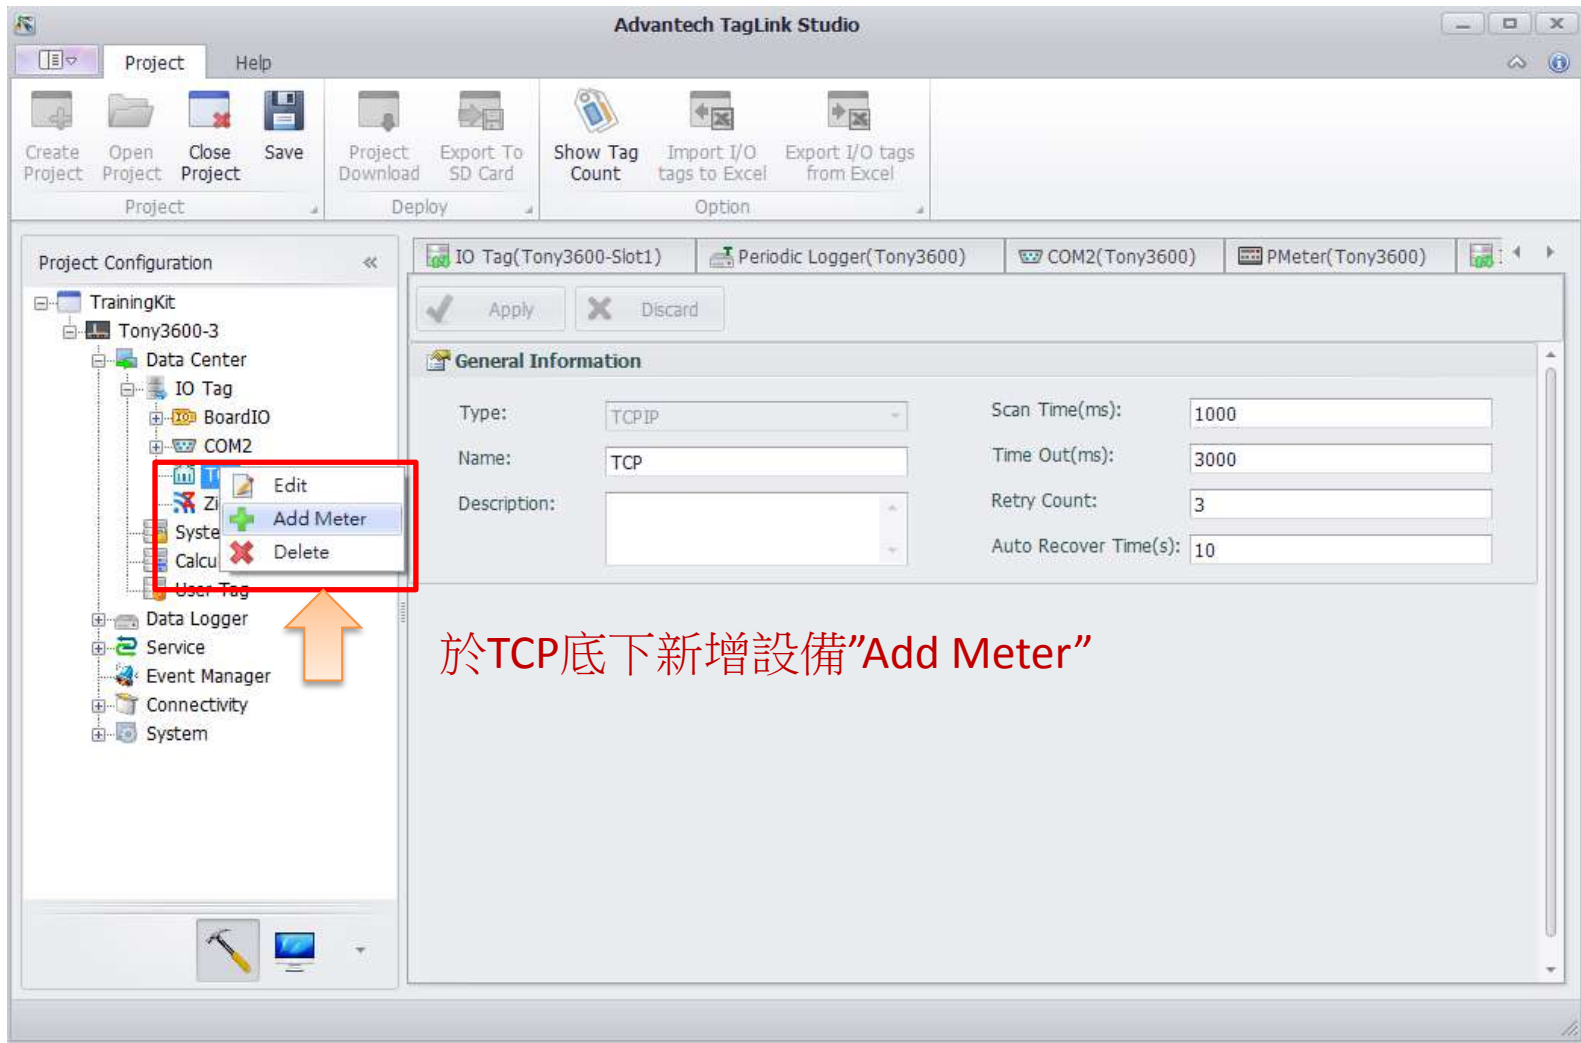 Advantech TagLink Studio
Project Help
Create Project
Open Project
Close Project
Save
Project Download
Export To SD Card
Show Tag Count
Import I/O tags to Excel
Export I/O tags from Excel
Project Deploy Option
Project Configuration
IO Tag(Tony3600-Slot1) Periodic Logger(Tony3600) COM2(Tony3600) PMeter(Tony3600)
TrainingKit
Tony3600-3
Data Center
IO Tag
BoardIO
COM2
Edit
Add Meter
Delete
Syste
Calcu
User Tag
Data Logger
Service
Event Manager
Connectivity
System
Apply Discard
General Information
Type: TCPIP
Name: TCP
Description:
Scan Time(ms): 1000
Time Out(ms): 3000
Retry Count: 3
Auto Recover Time(s): 10
於TCP底下新增設備”Add Meter”